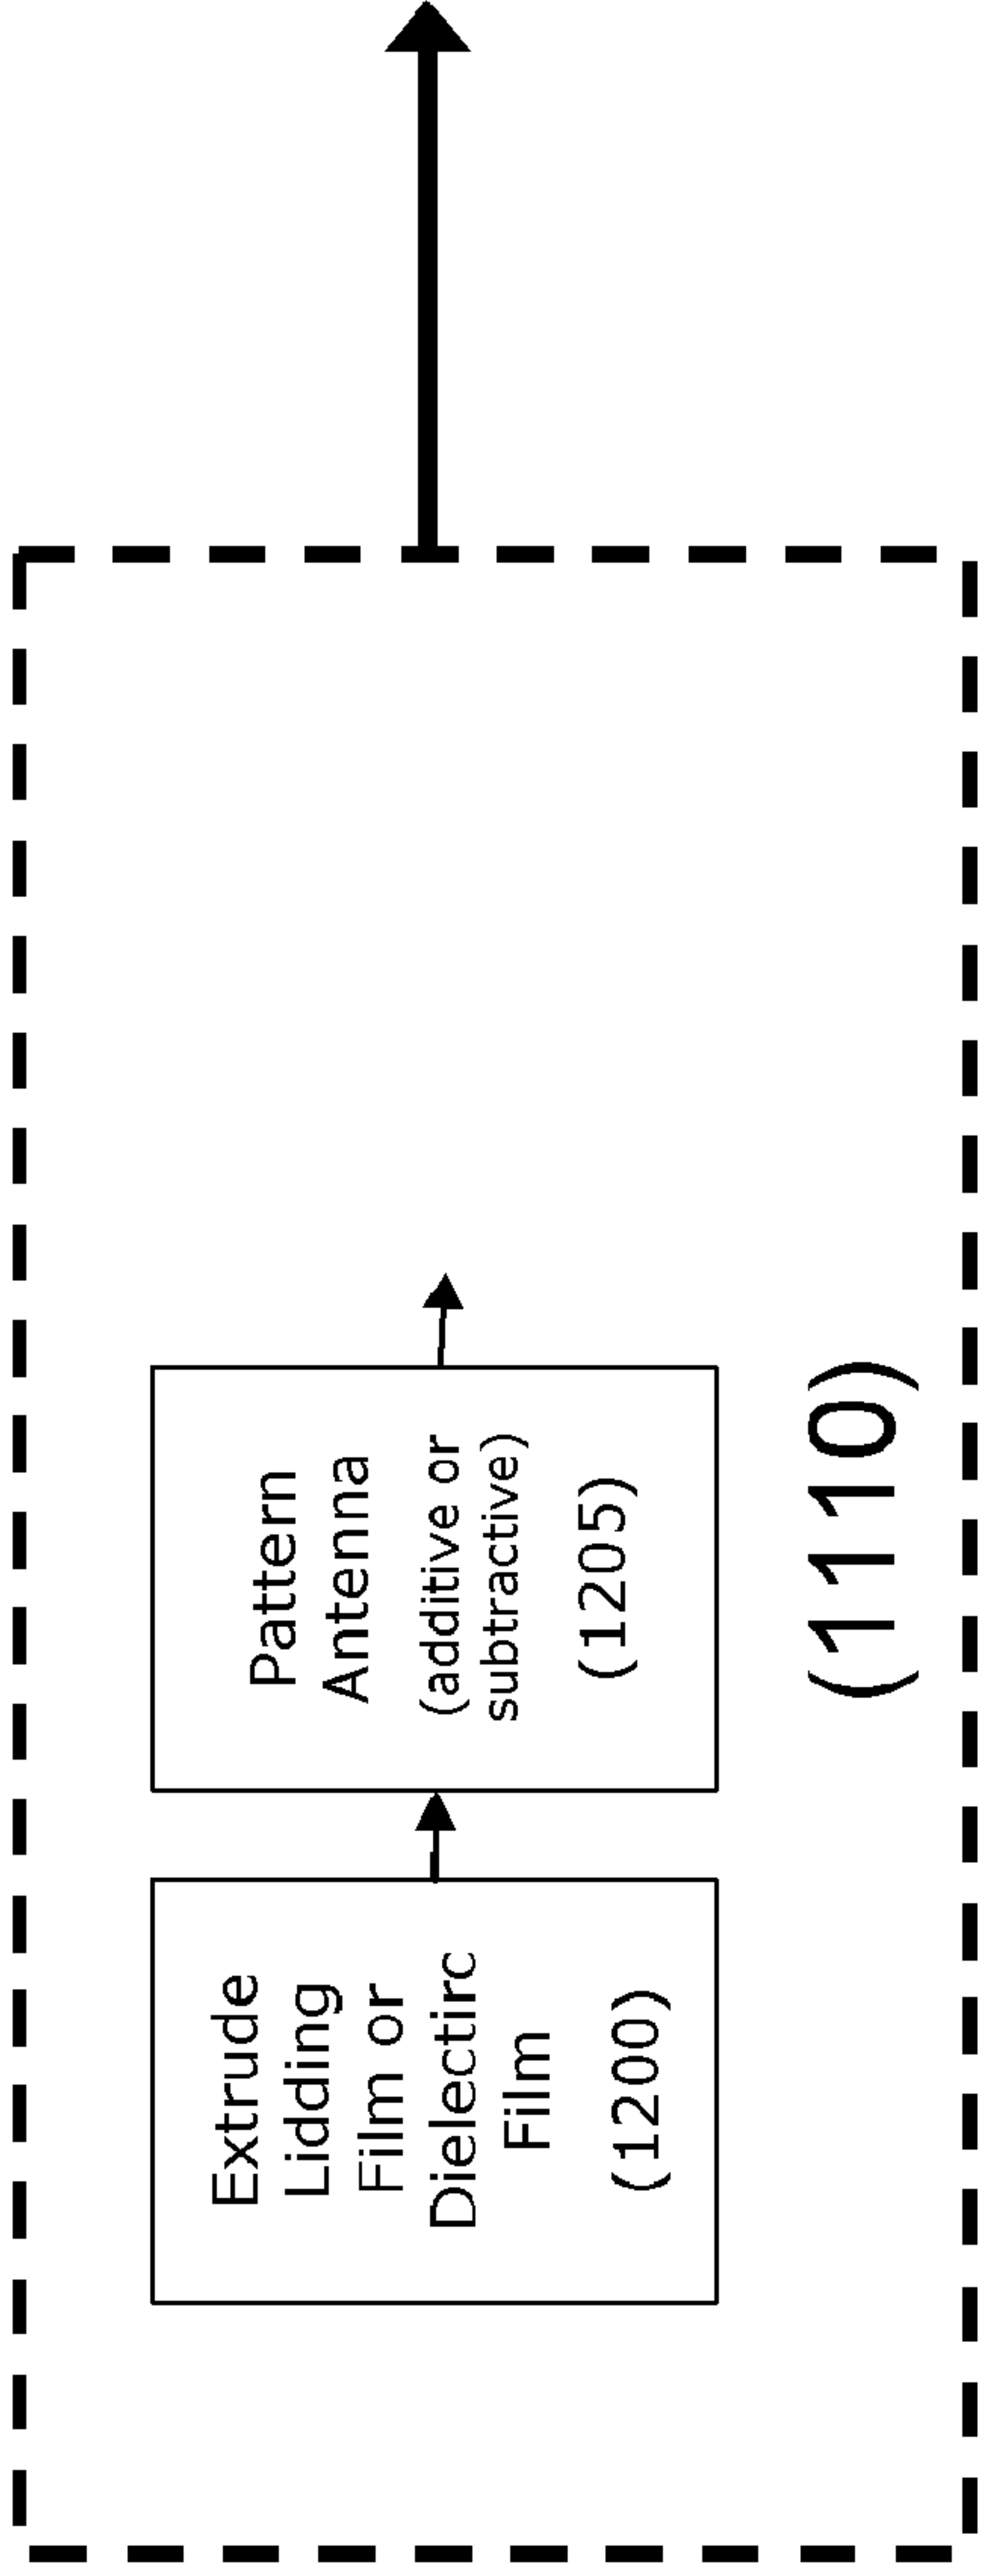 Extrude
Lidding
Film or
Dielectirc
Film
(1200)
Pattern
Antenna
(additive or
subtractive)
(1205)
(1110)